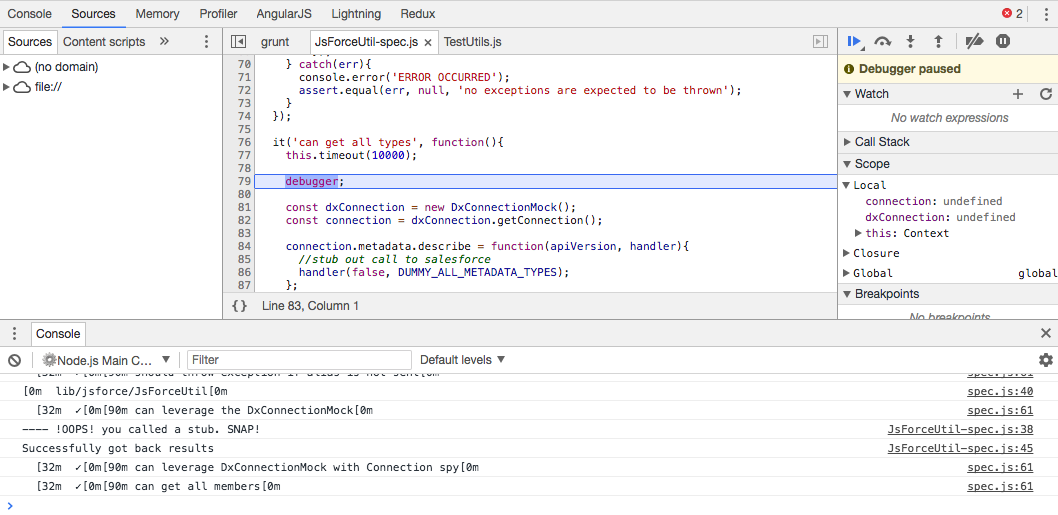 Console Sources Memory Profiler AngularJS Lightning Redux 2
Sources Content scripts »
(no domain)
file://
grunt JsForceUtil-spec.js × TestUtils.js
70 } catch(err){
71 console.error('ERROR OCCURRED');
72 assert.equal(err, null, 'no exceptions are expected to be thrown');
73 }
74 });
75
76 it('can get all types', function(){
77 this.timeout(10000);
78
79 debugger;
80
81 const dxConnection = new DxConnectionMock();
82 const connection = dxConnection.getConnection();
83
84 connection.metadata.describe = function(apiVersion, handler){
85 //stub out call to salesforce
86 handler(false, DUMMY_ALL_METADATA_TYPES);
87 };
{} Line 83, Column 1
Debugger paused
Watch
No watch expressions
Call Stack
Scope
Local
connection: undefined
dxConnection: undefined
this: Context
Closure
Global global
Breakpoints
No breakpoints
Console
Node.js Main C... Filter Default levels
[32m ✓[0m[90m should throw exception if alias is not sent[0m spec.js:61
[0m lib/jsforce/JsForceUtil[0m spec.js:40
[32m ✓[0m[90m can leverage the DxConnectionMock[0m spec.js:61
---- !OOPS! you called a stub. SNAP! JsForceUtil-spec.js:38
Successfully got back results JsForceUtil-spec.js:45
[32m ✓[0m[90m can leverage DxConnectionMock with Connection spy[0m spec.js:61
[32m ✓[0m[90m can get all members[0m spec.js:61
>